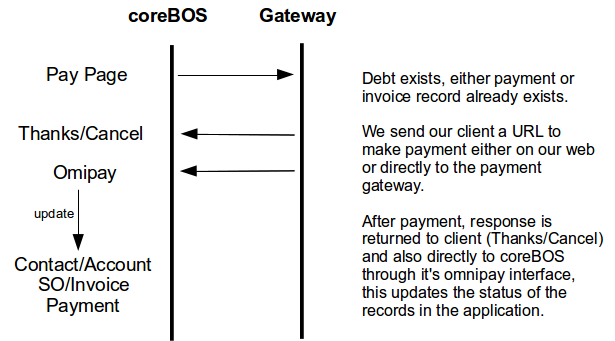 coreBOS Gateway
Pay Page
Thanks/Cancel
Omipay
update
Contact/Account
SO/Invoice
Payment
Debt exists, either payment or
invoice record already exists.
We send our client a URL to
make payment either on our web
or directly to the payment
gateway.
After payment, response is
returned to client (Thanks/Cancel)
and also directly to coreBOS
through it's omnipay interface,
this updates the status of the
records in the application.